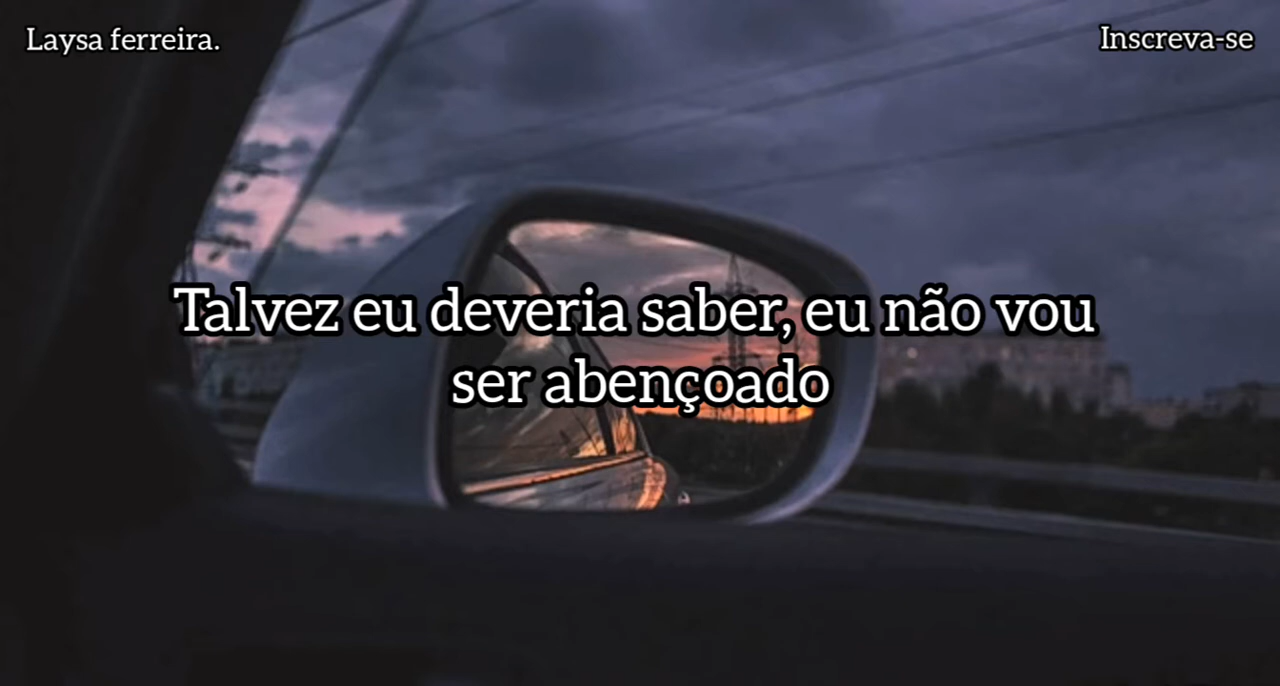 Laysa ferreira.
Inscreva-se
Talvez eu deveria saber, eu não vou
ser abençoado